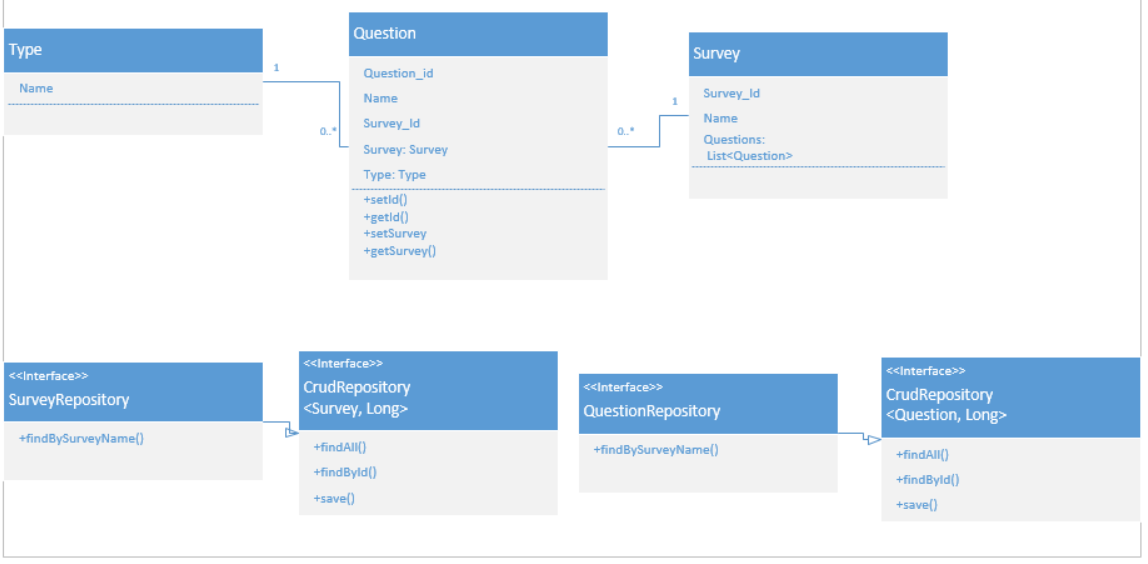 Type
Name
1
0..*
Question
Question_id
Name
Survey_Id
Survey: Survey
Type: Type
+setId()
+getId()
+setSurvey
+getSurvey()
0..*
1
Survey
Survey_Id
Name
Questions:
List<Question>
<<Interface>>
SurveyRepository
+findBySurveyName()
<<Interface>>
CrudRepository
<Survey, Long>
+findAll()
+findById()
+save()
<<Interface>>
QuestionRepository
+findBySurveyName()
<<Interface>>
CrudRepository
<Question, Long>
+findAll()
+findById()
+save()